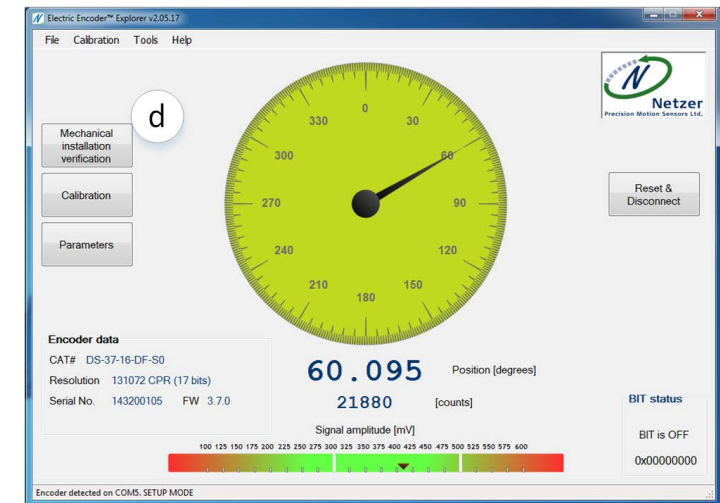 Electric Encoder™ Explorer v2.05.17
File Calibration Tools Help
d
Mechanical
installation
verification
Calibration
Parameters
0
30
60
90
120
150
180
210
240
270
300
330
N
Netzer
Precision Motion Sensors Ltd.
Reset &
Disconnect
Encoder data
CAT# DS-37-16-DF-S0
Resolution 131072 CPR (17 bits)
Serial No. 143200105 FW 3.7.0
60.095 Position [degrees]
21880 [counts]
Signal amplitude [mV]
100 125 150 175 200 225 250 275 300 325 350 375 400 425 450 475 500 525 550 575 600
BIT status
BIT is OFF
0x00000000
Encoder detected on COM5. SETUP MODE